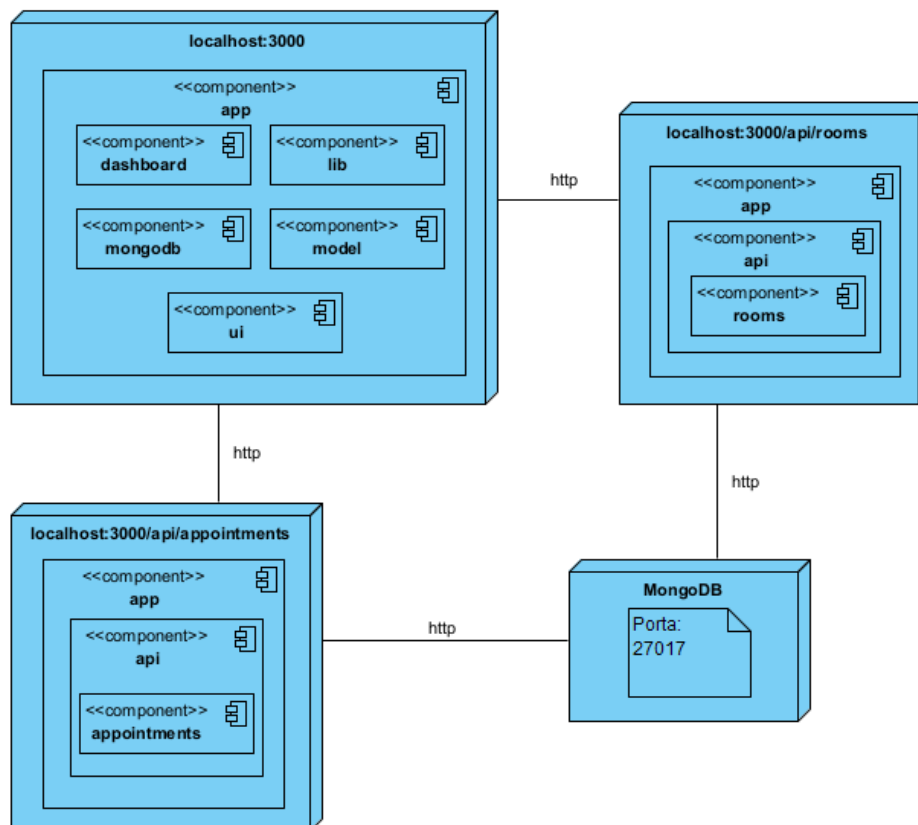 localhost:3000
<<component>>
app
<<component>>
dashboard
<<component>>
lib
<<component>>
mongodb
<<component>>
model
<<component>>
ui
http
localhost:3000/api/rooms
<<component>>
app
<<component>>
api
<<component>>
rooms
http
http
localhost:3000/api/appointments
<<component>>
app
<<component>>
api
<<component>>
appointments
http
MongoDB
Porta:
27017